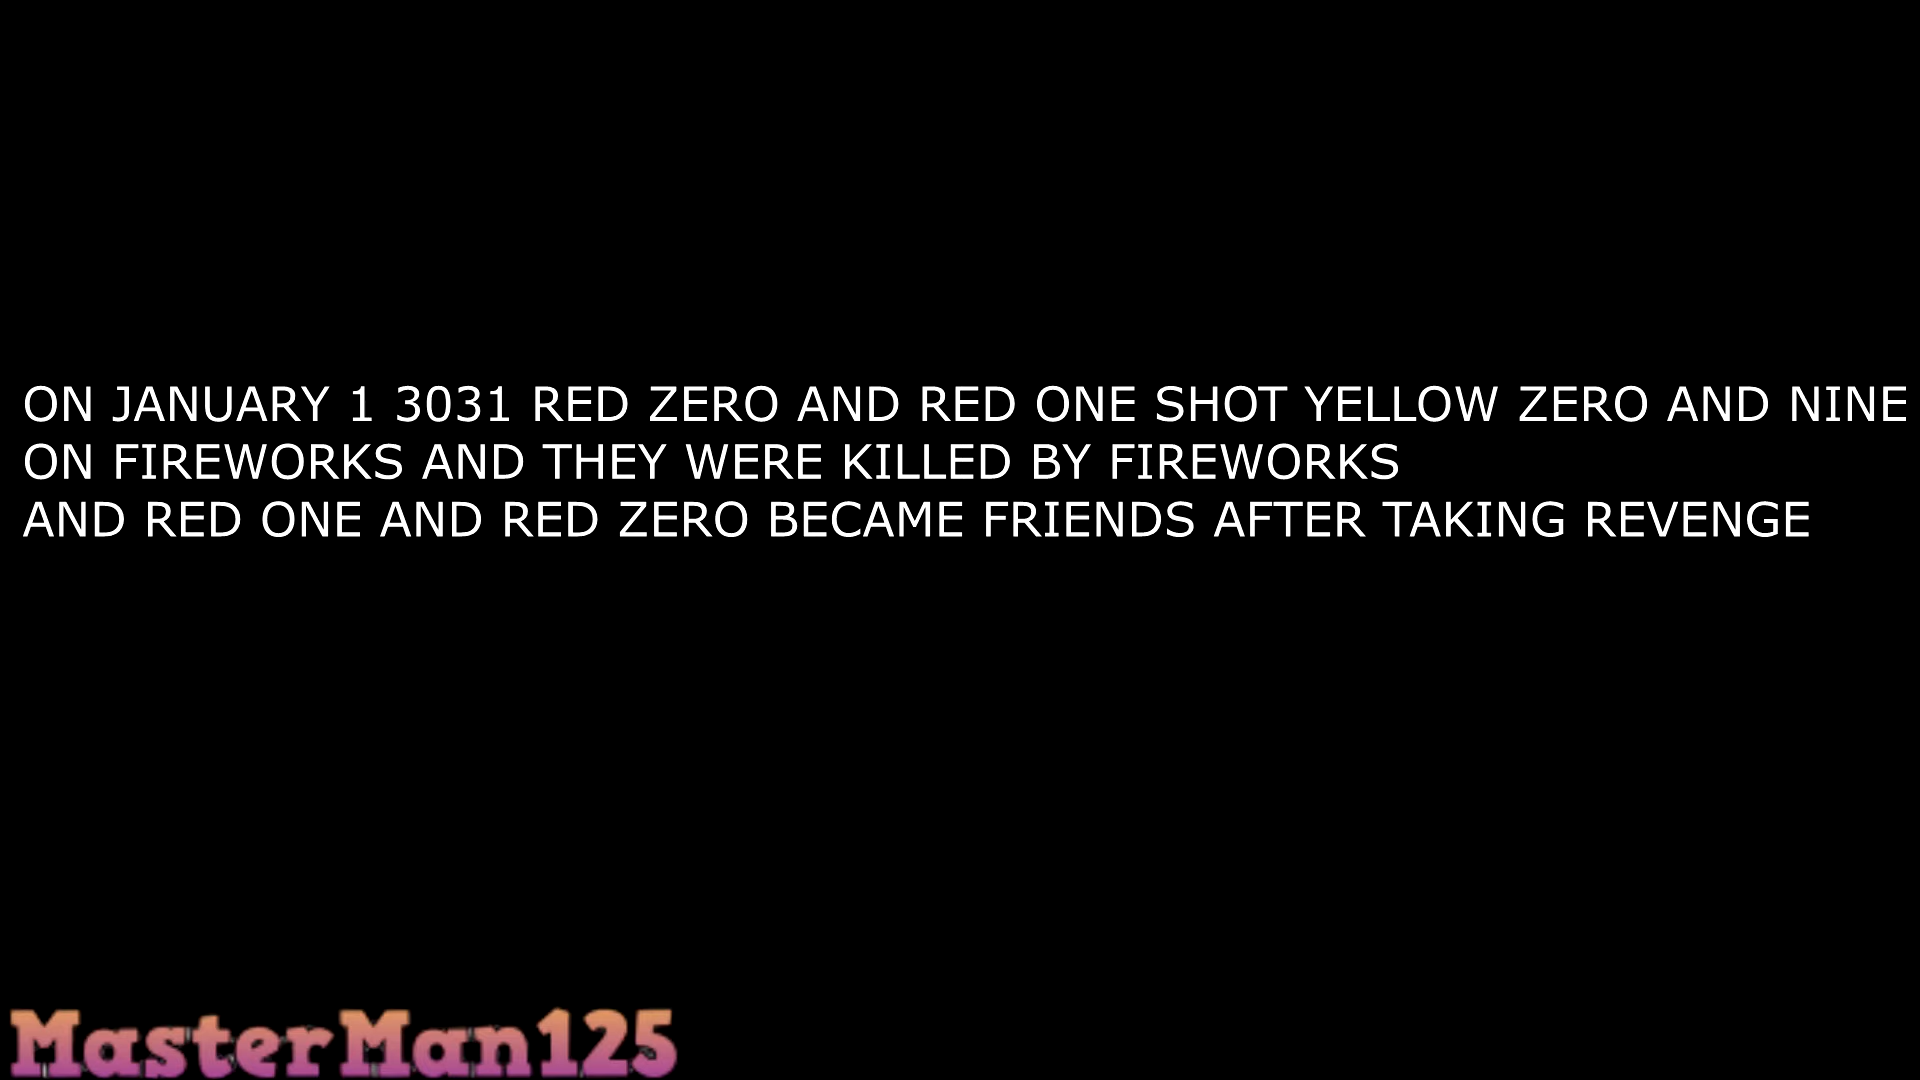 ON JANUARY 1 3031 RED ZERO AND RED ONE SHOT YELLOW ZERO AND NINE
ON FIREWORKS AND THEY WERE KILLED BY FIREWORKS
AND RED ONE AND RED ZERO BECAME FRIENDS AFTER TAKING REVENGE
MasterMan125